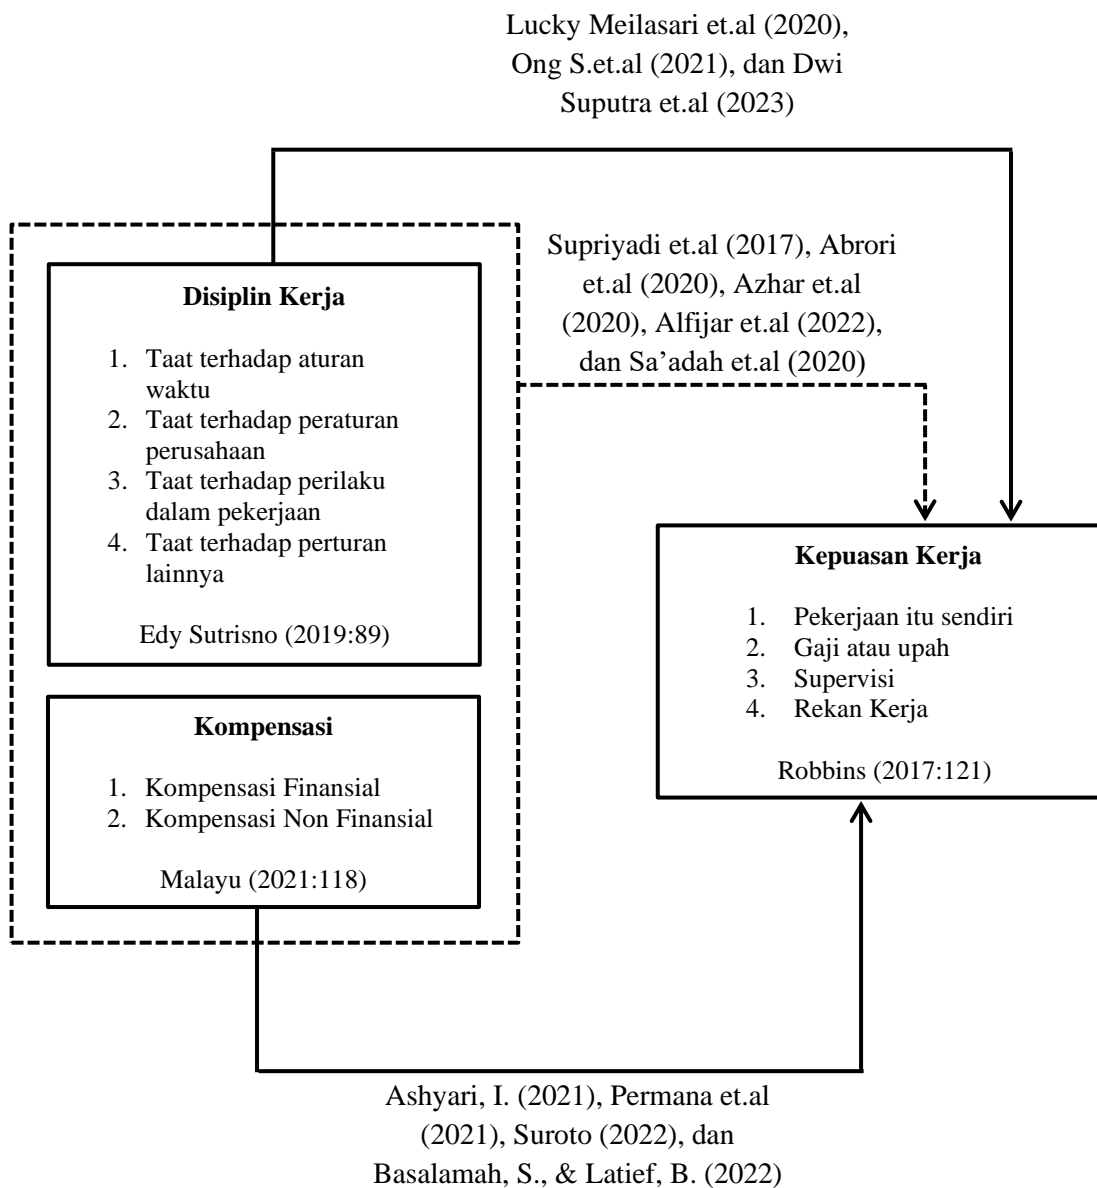 Lucky Meilasari et.al (2020),
Ong S.et.al (2021), dan Dwi
Suputra et.al (2023)
Supriyadi et.al (2017), Abrori
et.al (2020), Azhar et.al
(2020), Alfijar et.al (2022),
dan Sa’adah et.al (2020)
Disiplin Kerja
1. Taat terhadap aturan
waktu
2. Taat terhadap peraturan
perusahaan
3. Taat terhadap perilaku
dalam pekerjaan
4. Taat terhadap perturan
lainnya
Edy Sutrisno (2019:89)
Kompensasi
1. Kompensasi Finansial
2. Kompensasi Non Finansial
Malayu (2021:118)
Kepuasan Kerja
1. Pekerjaan itu sendiri
2. Gaji atau upah
3. Supervisi
4. Rekan Kerja
Robbins (2017:121)
Ashyari, I. (2021), Permana et.al
(2021), Suroto (2022), dan
Basalamah, S., & Latief, B. (2022)